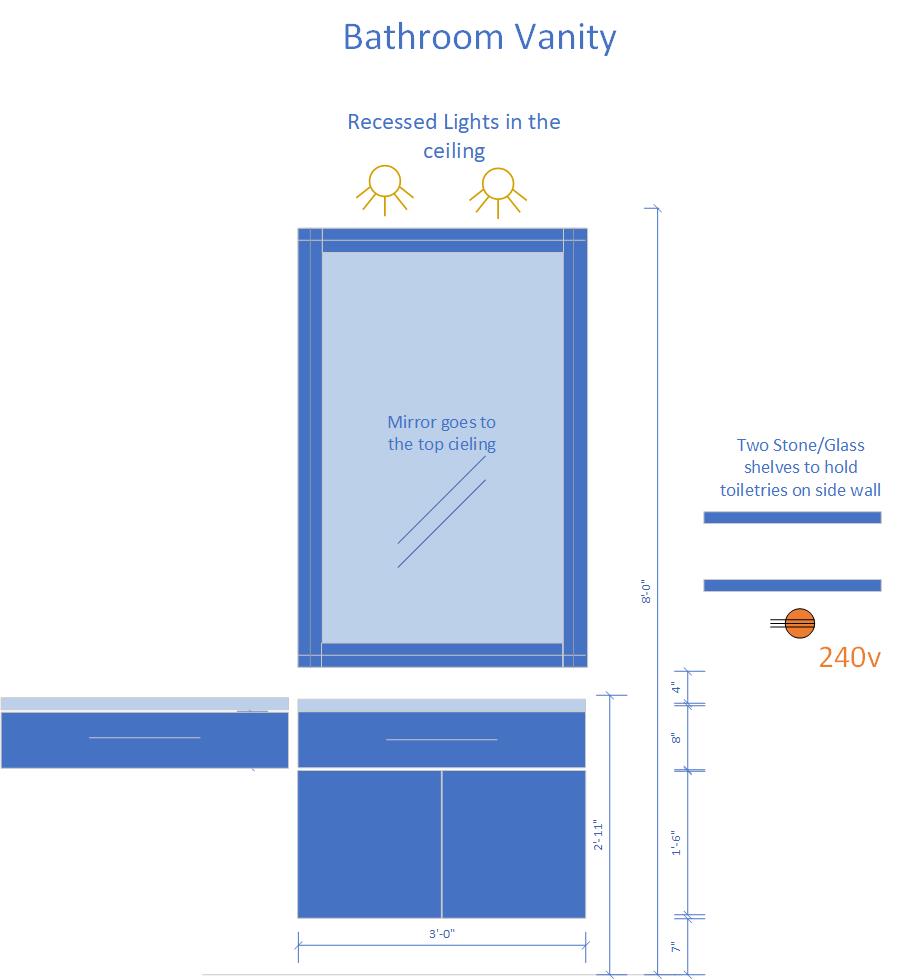 Bathroom Vanity
Recessed Lights in the
ceiling
Mirror goes to
the top cieling
Two Stone/Glass
shelves to hold
toiletries on side wall
8'-0"
240v
4"
8"
2'-11"
1'-6"
3'-0"
7"